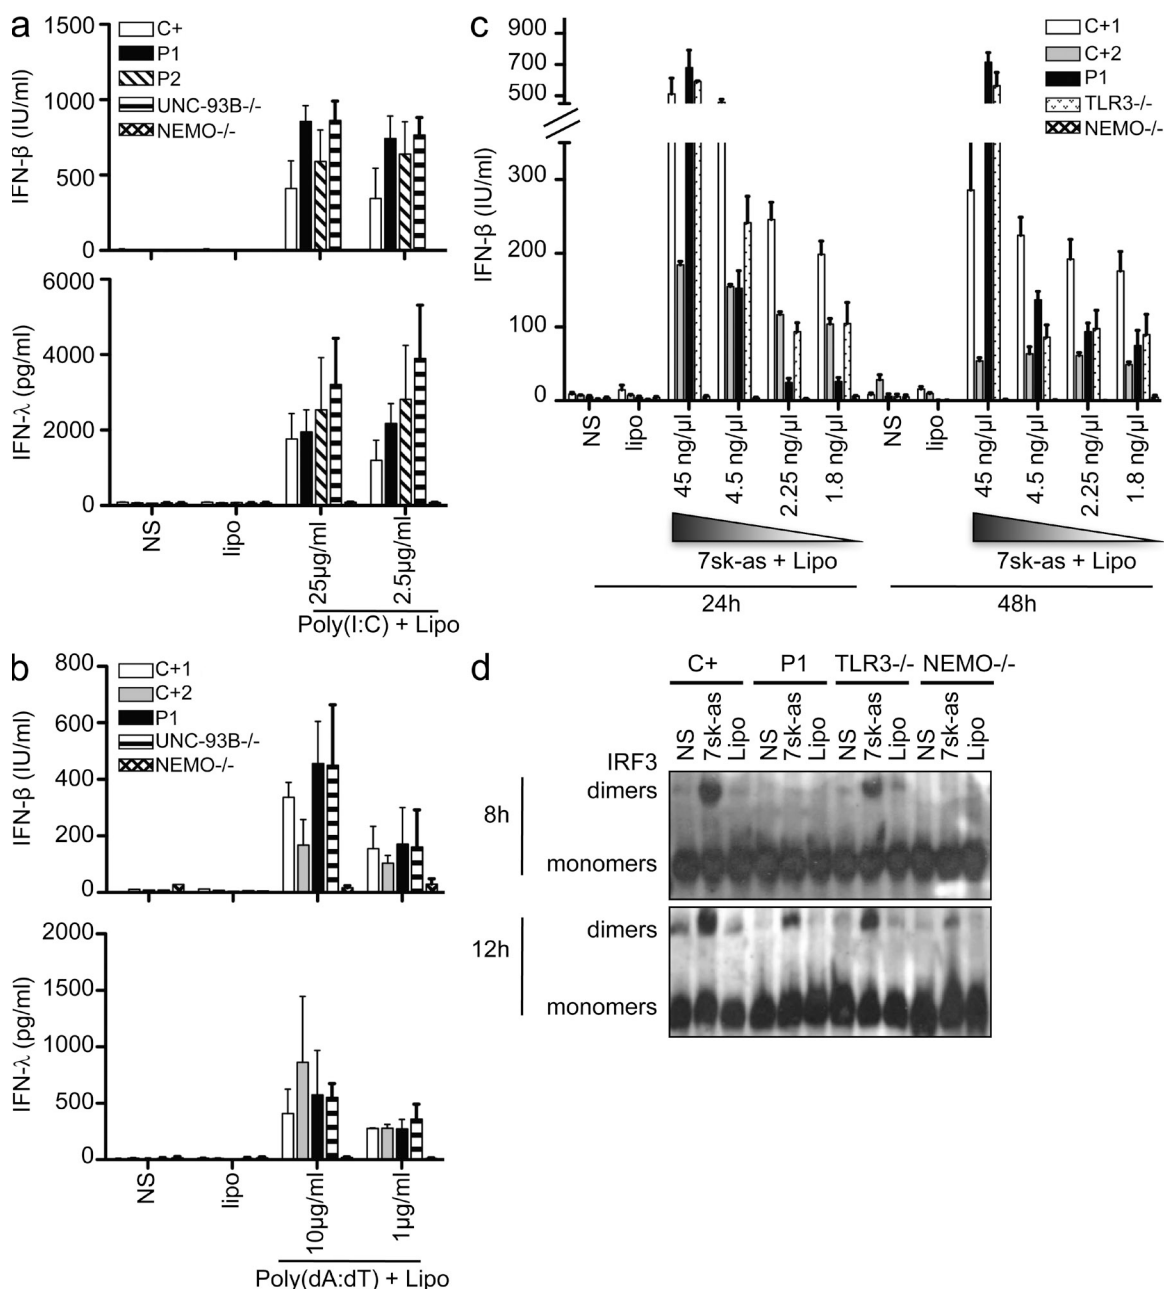 a
1500
1000
500
0
IFN-β (IU/ml)
C+
P1
P2
UNC-93B-/-
NEMO-/-
6000
4000
2000
0
IFN-λ (pg/ml)
NS
lipo
25µg/ml
2.5µg/ml
Poly(I:C) + Lipo
b
800
600
400
200
0
IFN-β (IU/ml)
C+1
C+2
P1
UNC-93B-/-
NEMO-/-
2000
1500
1000
500
0
IFN-λ (pg/ml)
NS
lipo
10µg/ml
1µg/ml
Poly(dA:dT) + Lipo
c
900
700
500
300
200
100
0
IFN-β (IU/ml)
C+1
C+2
P1
TLR3-/-
NEMO-/-
NS
lipo
45 ng/µl
4.5 ng/µl
2.25 ng/µl
1.8 ng/µl
NS
lipo
45 ng/µl
4.5 ng/µl
2.25 ng/µl
1.8 ng/µl
7sk-as + Lipo
7sk-as + Lipo
24h
48h
d
C+ P1 TLR3-/- NEMO-/-
NS 7sk-as Lipo NS 7sk-as Lipo NS 7sk-as Lipo NS 7sk-as Lipo
IRF3
dimers
8h
monomers
dimers
12h
monomers